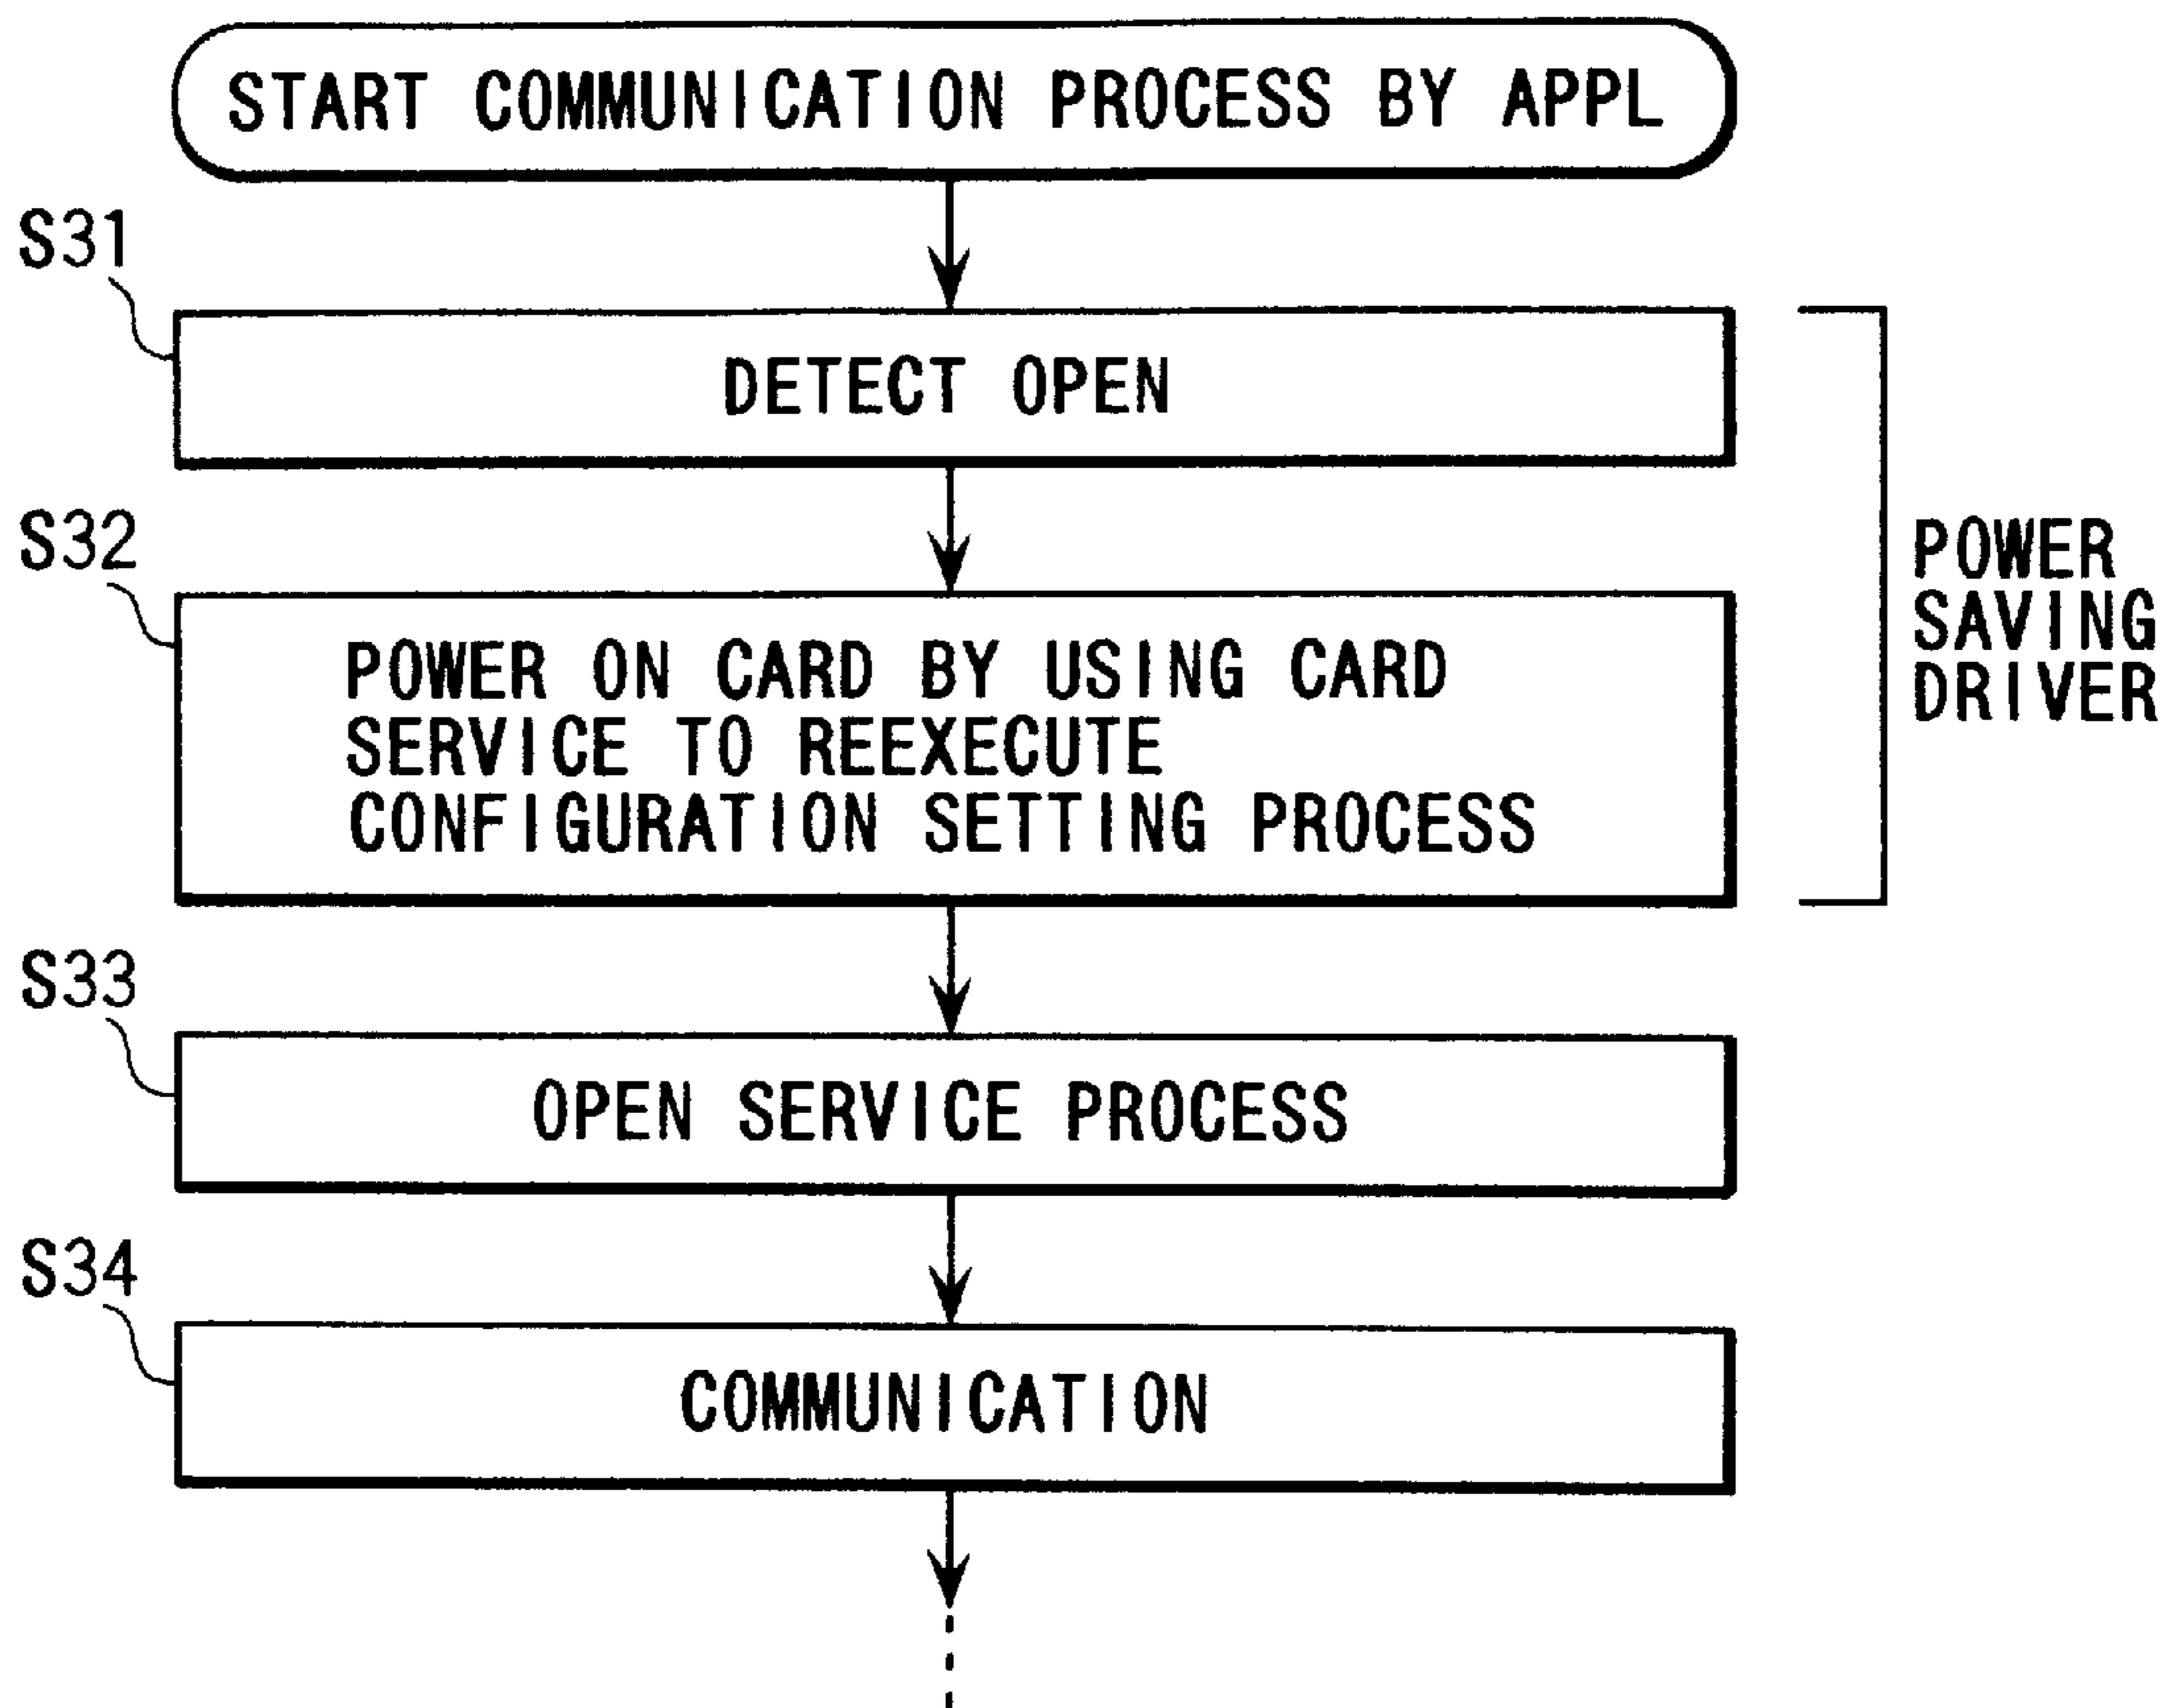 START COMMUNICATION PROCESS BY APPL
S31
DETECT OPEN
S32
POWER ON CARD BY USING CARD
SERVICE TO REEXECUTE
CONFIGURATION SETTING PROCESS
POWER
SAVING
DRIVER
S33
OPEN SERVICE PROCESS
S34
COMMUNICATION